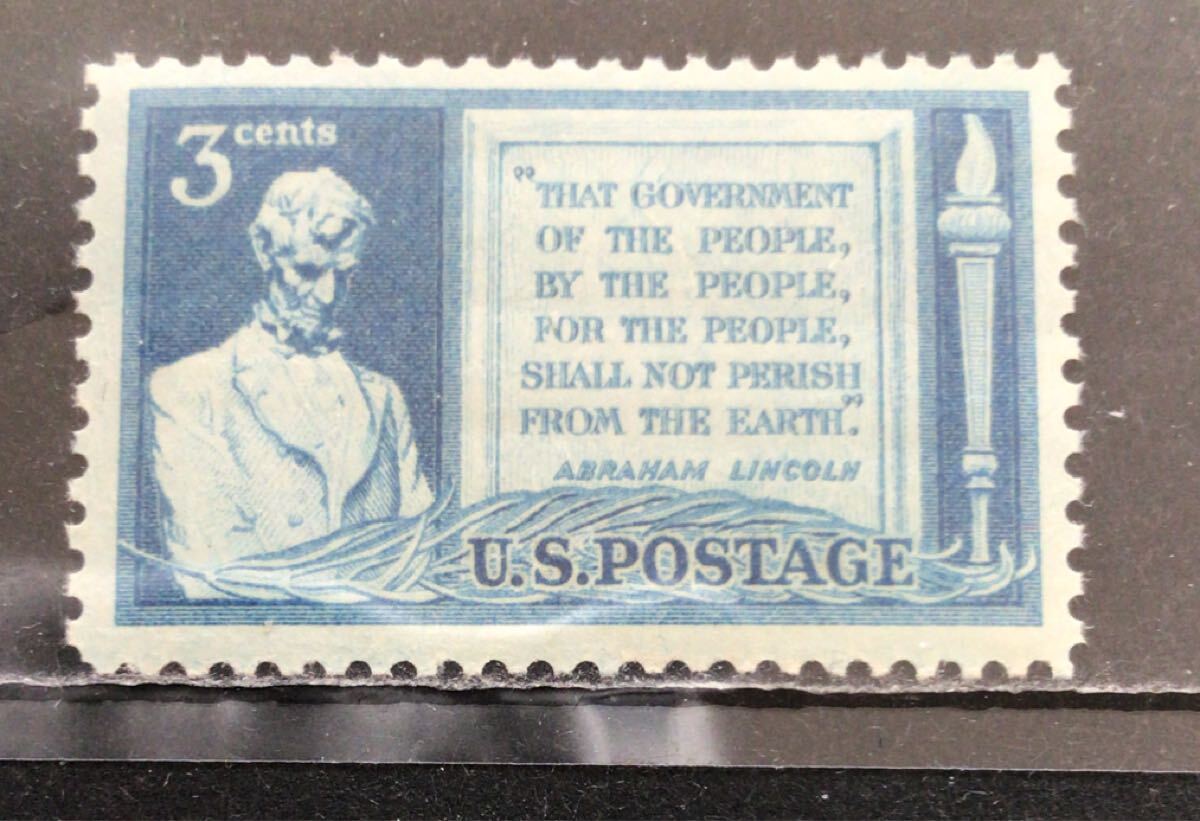 3 cents
"THAT GOVERNMENT
OF THE PEOPLE,
BY THE PEOPLE,
FOR THE PEOPLE,
SHALL NOT PERISH
FROM THE EARTH."
ABRAHAM LINCOLN
U.S.POSTAGE